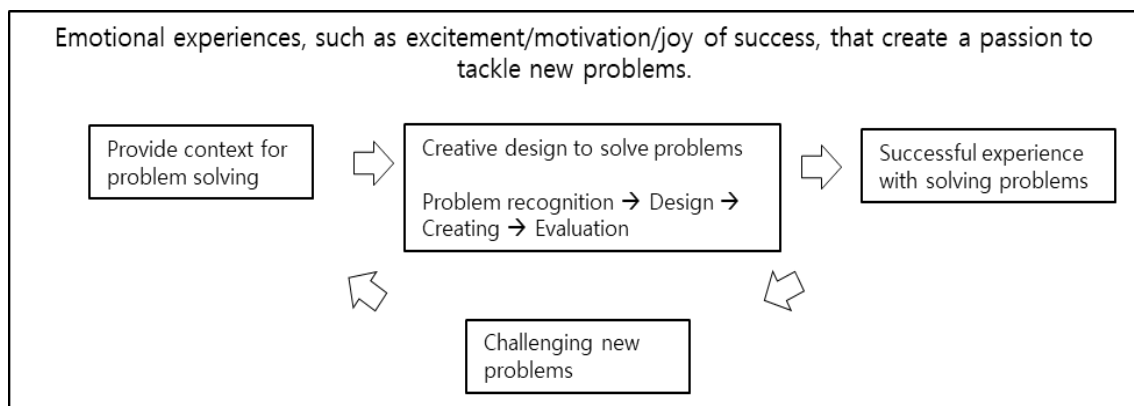 Emotional experiences, such as excitement/motivation/joy of success, that create a passion to
tackle new problems.
Provide context for
problem solving
Creative design to solve problems
Problem recognition → Design →
Creating → Evaluation
Successful experience
with solving problems
Challenging new
problems